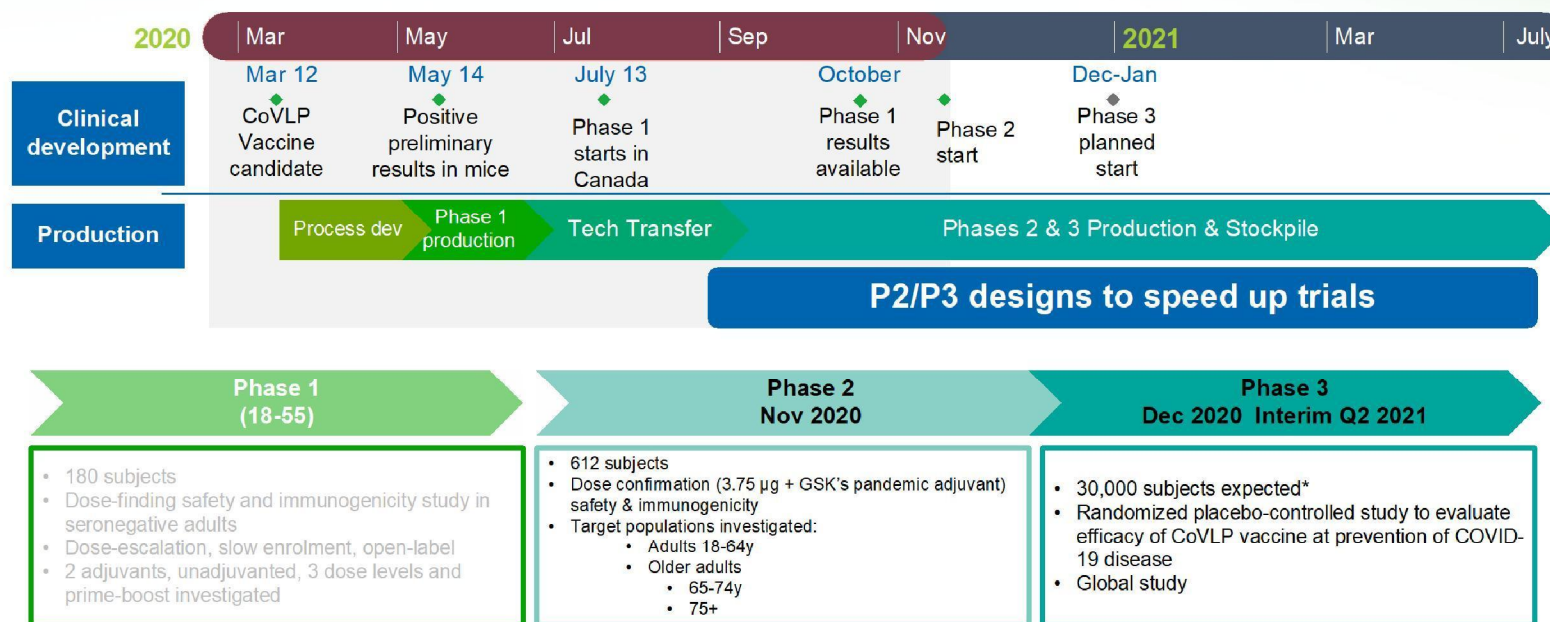 2020 Mar May Jul Sep Nov 2021 Mar July
Clinical
development
Mar 12
CoVLP
Vaccine
candidate
May 14
Positive
preliminary
results in mice
July 13
Phase 1
starts in
Canada
October
Phase 1
results
available
Phase 2
start
Dec-Jan
Phase 3
planned
start
Production
Process dev
Phase 1
production
Tech Transfer
Phases 2 & 3 Production & Stockpile
P2/P3 designs to speed up trials
Phase 1
(18-55)
• 180 subjects
• Dose-finding safety and immunogenicity study in
seronegative adults
• Dose-escalation, slow enrolment, open-label
• 2 adjuvants, unadjuvanted, 3 dose levels and
prime-boost investigated
Phase 2
Nov 2020
• 612 subjects
• Dose confirmation (3.75 µg + GSK's pandemic adjuvant)
safety & immunogenicity
• Target populations investigated:
• Adults 18-64y
• Older adults
• 65-74y
• 75+
Phase 3
Dec 2020 Interim Q2 2021
• 30,000 subjects expected*
• Randomized placebo-controlled study to evaluate
efficacy of CoVLP vaccine at prevention of COVID-
19 disease
• Global study